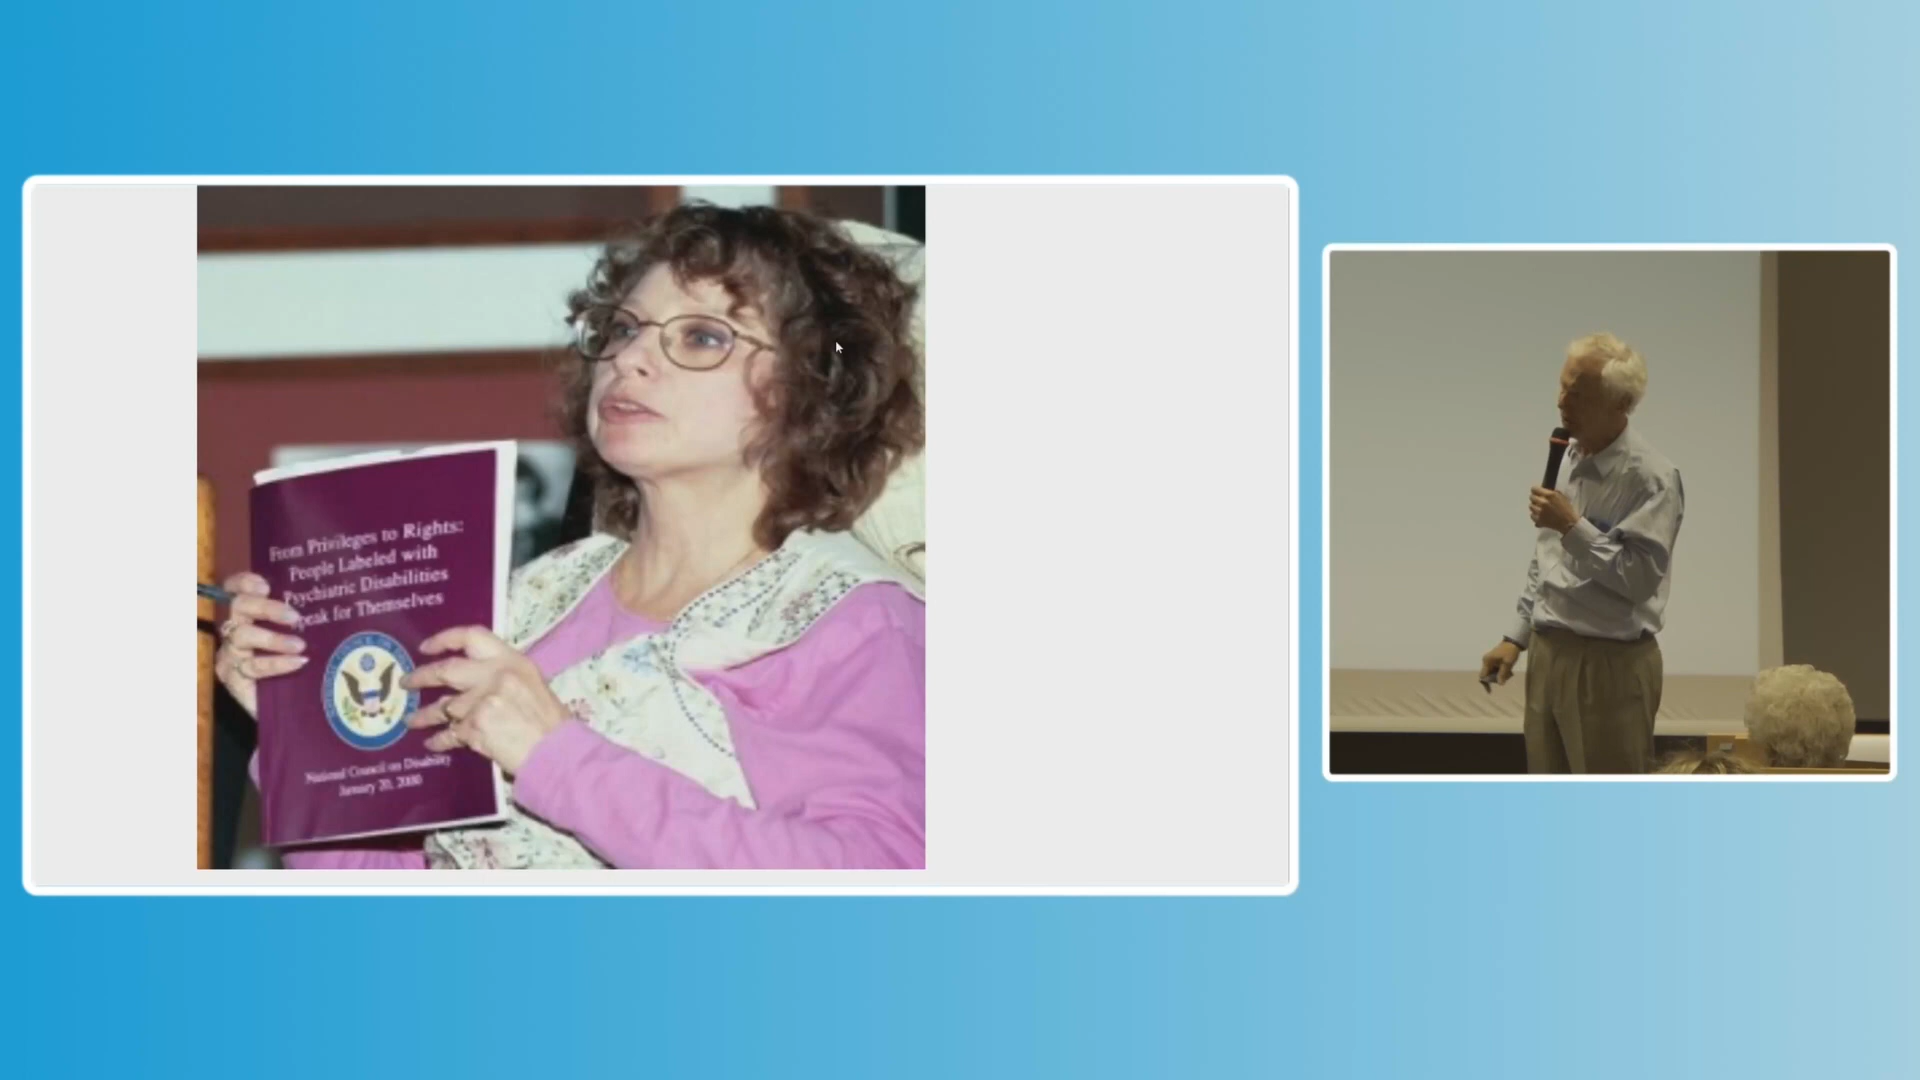 From Privileges to Rights:
People Labeled with
Psychiatric Disabilities
Speak for Themselves
National Council on Disability
January 20, 2000